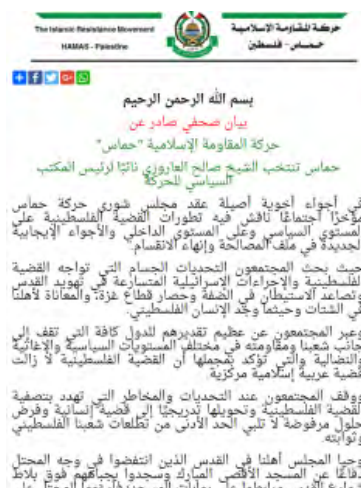 The Islamic Resistance Movement
HAMAS - Palestine
حركة المقاومة الإسلامية
حماس - فلسطين
بسم الله الرحمن الرحيم
بيان صحفي صادر عن
حركة المقاومة الإسلامية "حماس"
حماس تنتخب الشيخ صالح العاروري نائبًا لرئيس المكتب
السياسي للحركة
في أجواء أخوية أصيلة عقد مجلس شورى حركة حماس
مؤخرًا اجتماعًا ناقش فيه تطورات القضية الفلسطينية على
المستوى السياسي وعلى المستوى الداخلي والأجواء الإيجابية
الجديدة في ملف المصالحة وإنهاء الانقسام.
حيث بحث المجتمعون التحديات الجسام التي تواجه القضية
الفلسطينية والإجراءات الإسرائيلية المتسارعة في تهويد القدس
وتصاعد الاستيطان في الضفة وحصار قطاع غزة، والمعاناة لأهلنا
في الشتات وحيثما وجد الإنسان الفلسطيني.
وعبر المجتمعون عن عظيم تقديرهم للدول كافة التي تقف إلى
جانب شعبنا ومقاومته في مختلف المستويات السياسية والإغاثية
والنضالية والتي تؤكد بمجملها أن القضية الفلسطينية لا زالت
قضية عربية إسلامية مركزية.
ووقف المجتمعون عند التحديات والمخاطر التي تهدد بتصفية
القضية الفلسطينية وتحويلها تدريجيًا إلى قضية إنسانية وفرض
حلول مرفوضة لا تلبي الحد الأدنى من تطلعات شعبنا الفلسطيني
وثوابته.
وحيا المجلس أهلنا في القدس الذين انتفضوا في وجه المحتل
دفاعًا عن المسجد الأقصى المبارك وسجدوا بجباههم فوق بلاط